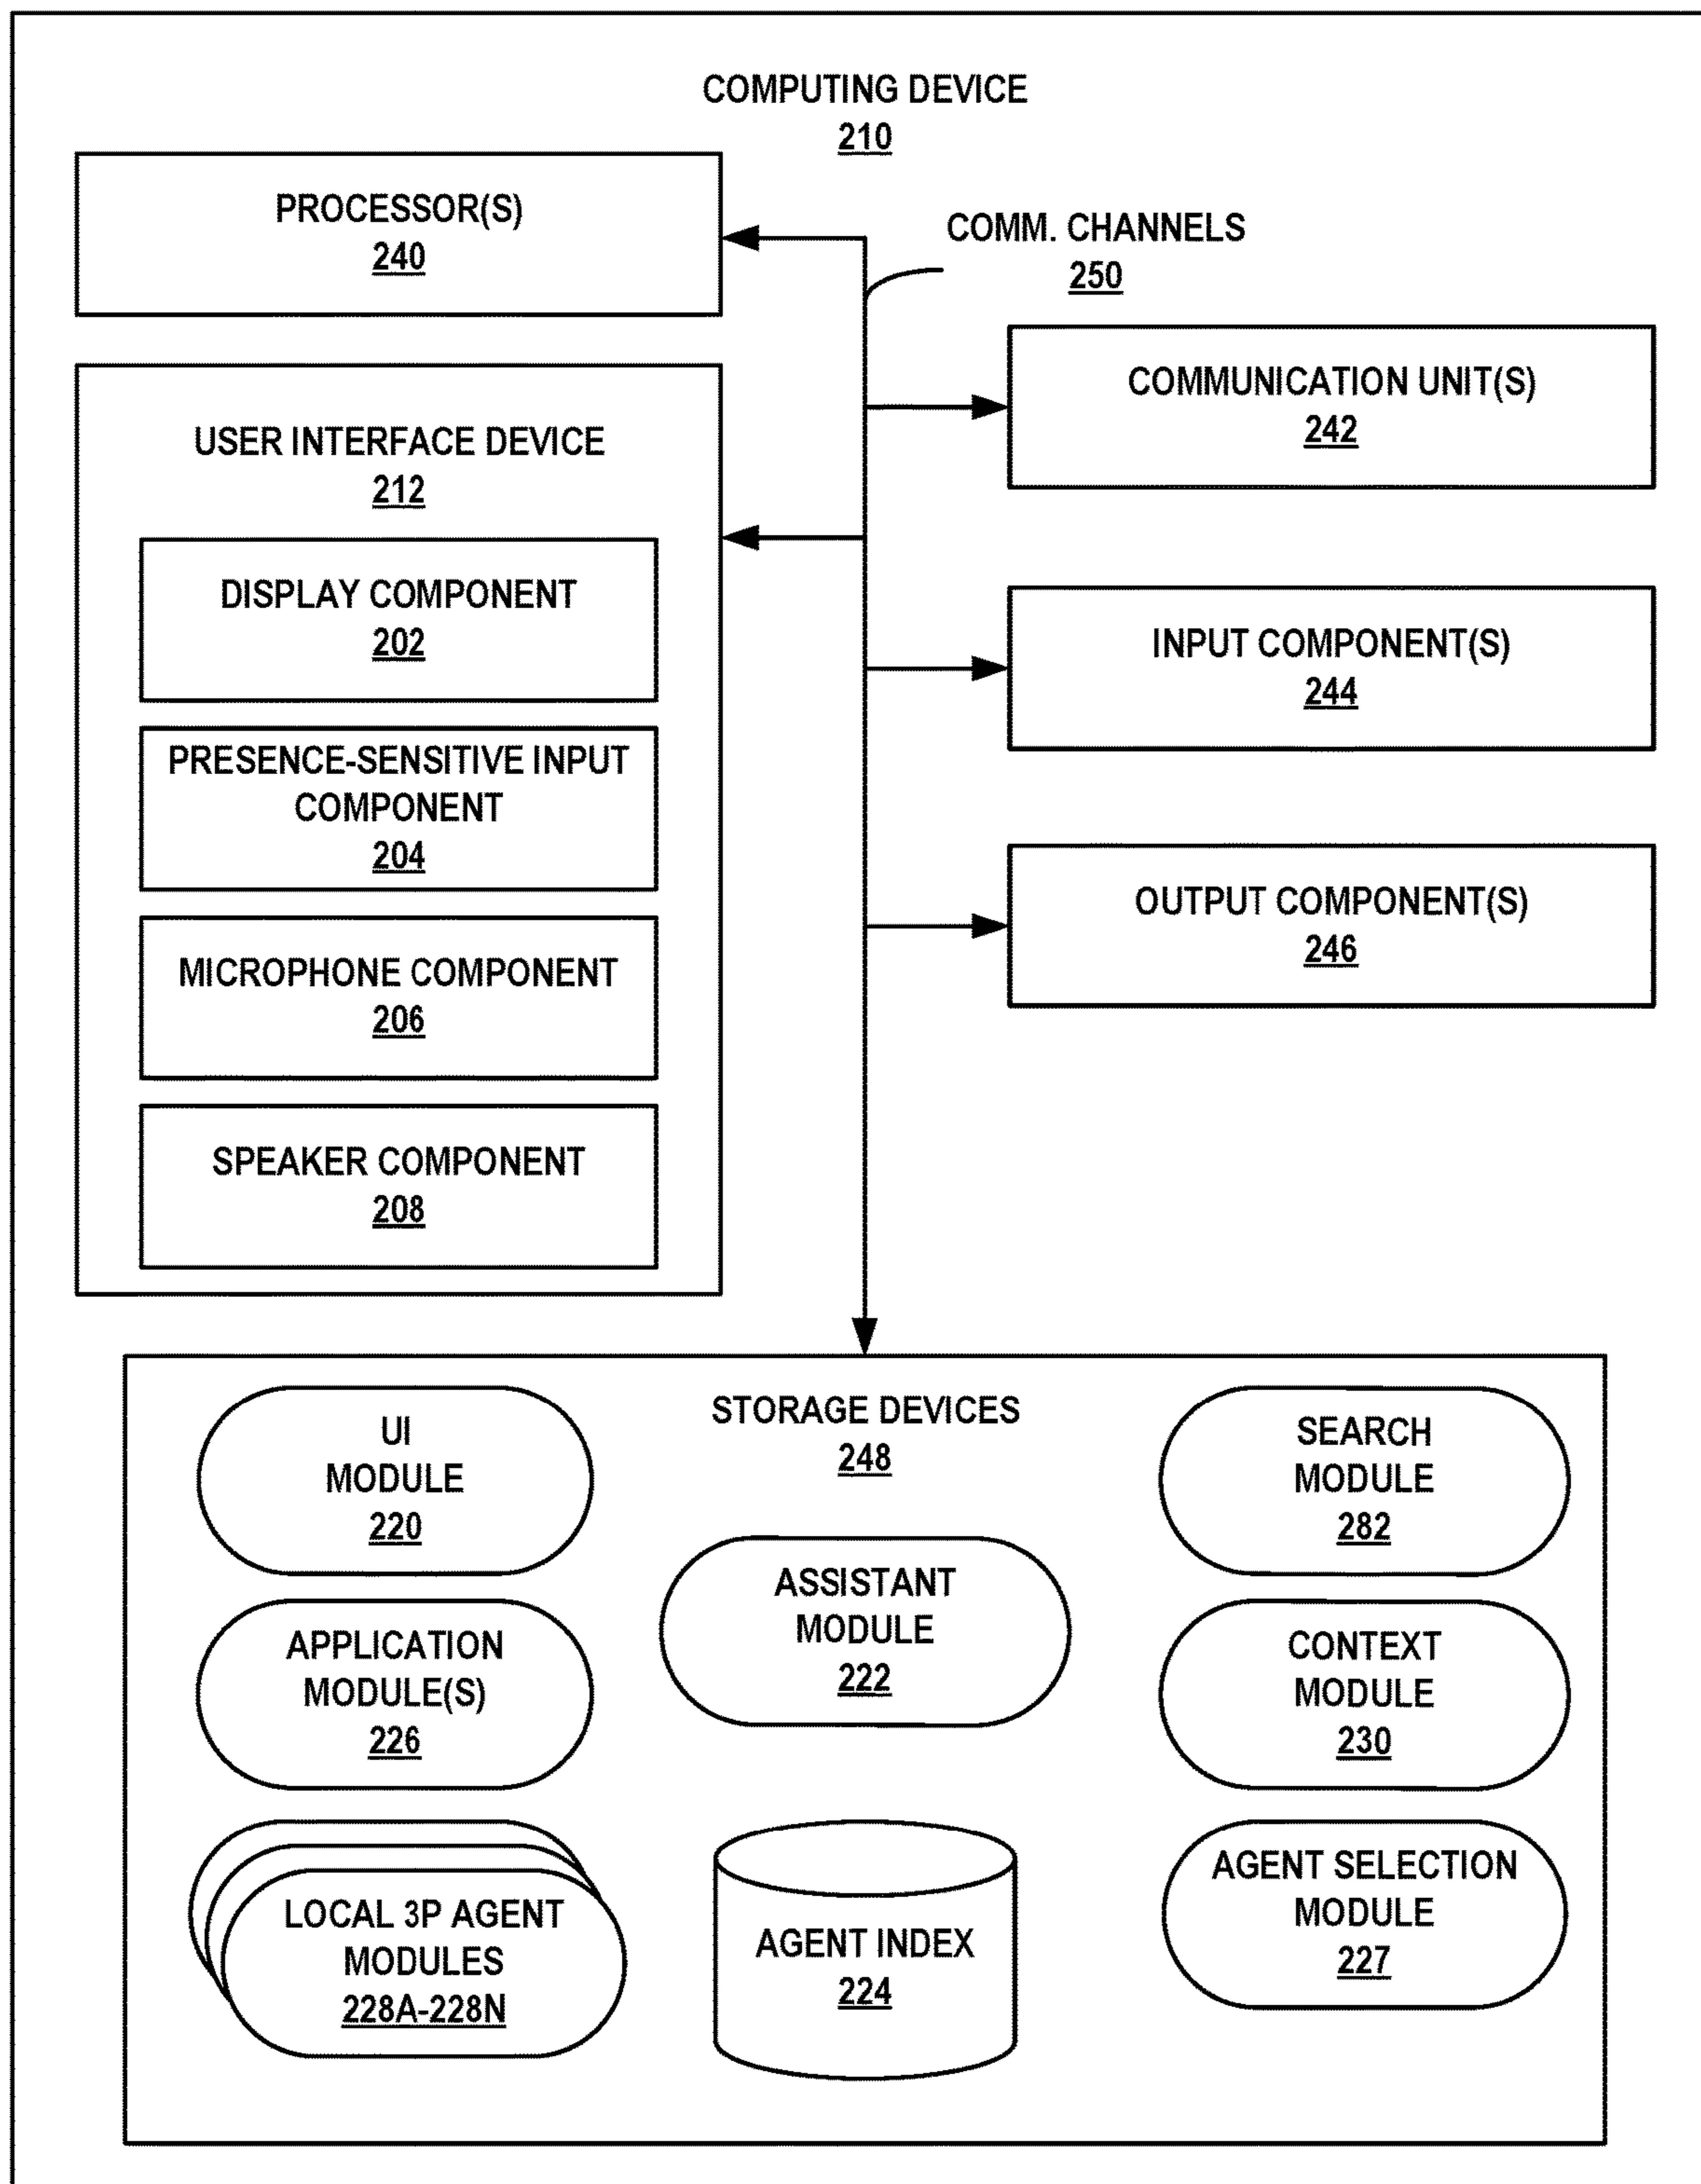 COMPUTING DEVICE
210
PROCESSOR(S)
240
COMM. CHANNELS
250
COMMUNICATION UNIT(S)
242
USER INTERFACE DEVICE
212
DISPLAY COMPONENT
202
INPUT COMPONENT(S)
244
PRESENCE-SENSITIVE INPUT
COMPONENT
204
OUTPUT COMPONENT(S)
246
MICROPHONE COMPONENT
206
SPEAKER COMPONENT
208
STORAGE DEVICES
248
UI
MODULE
220
SEARCH
MODULE
282
ASSISTANT
MODULE
222
APPLICATION
MODULE(S)
226
CONTEXT
MODULE
230
LOCAL 3P AGENT
MODULES
228A-228N
AGENT INDEX
224
AGENT SELECTION
MODULE
227